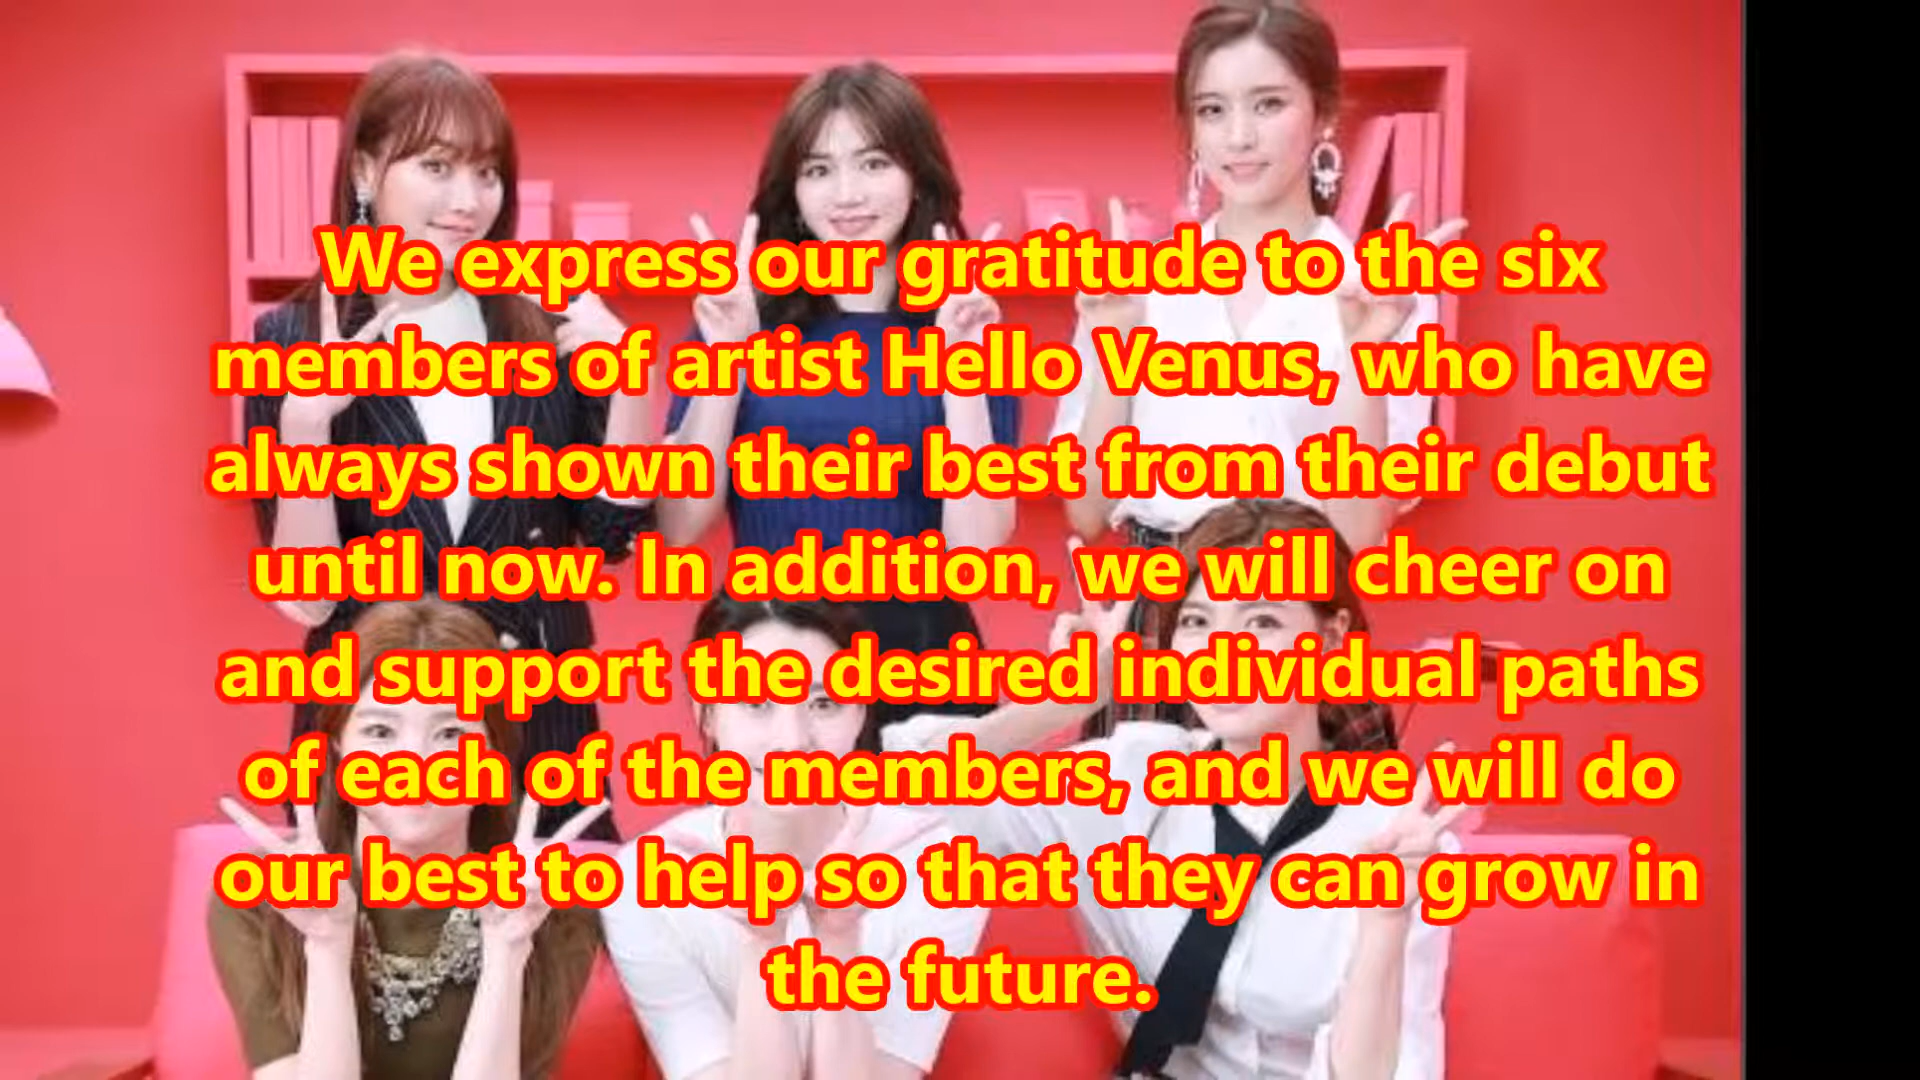 We express our gratitude to the six
members of artist Hello Venus, who have
always shown their best from their debut
until now. In addition, we will cheer on
and support the desired individual paths
of each of the members, and we will do
our best to help so that they can grow in
the future.